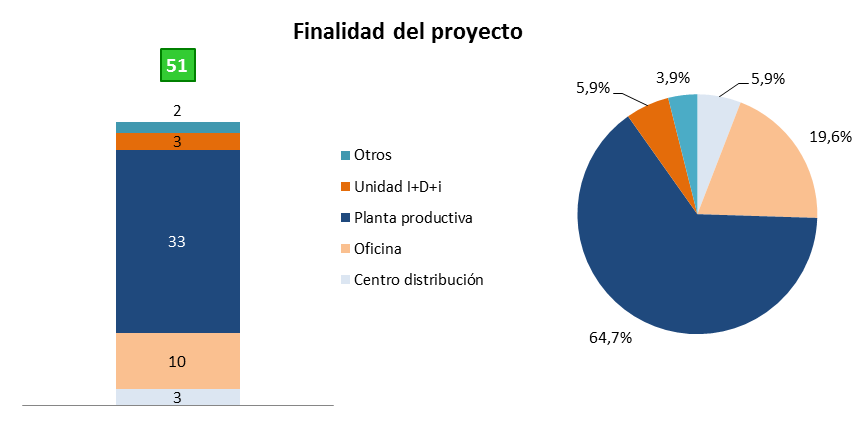 Finalidad del proyecto
51
2
3
33
10
3
Otros
Unidad I+D+i
Planta productiva
Oficina
Centro distribución
5,9%
3,9%
5,9%
19,6%
64,7%